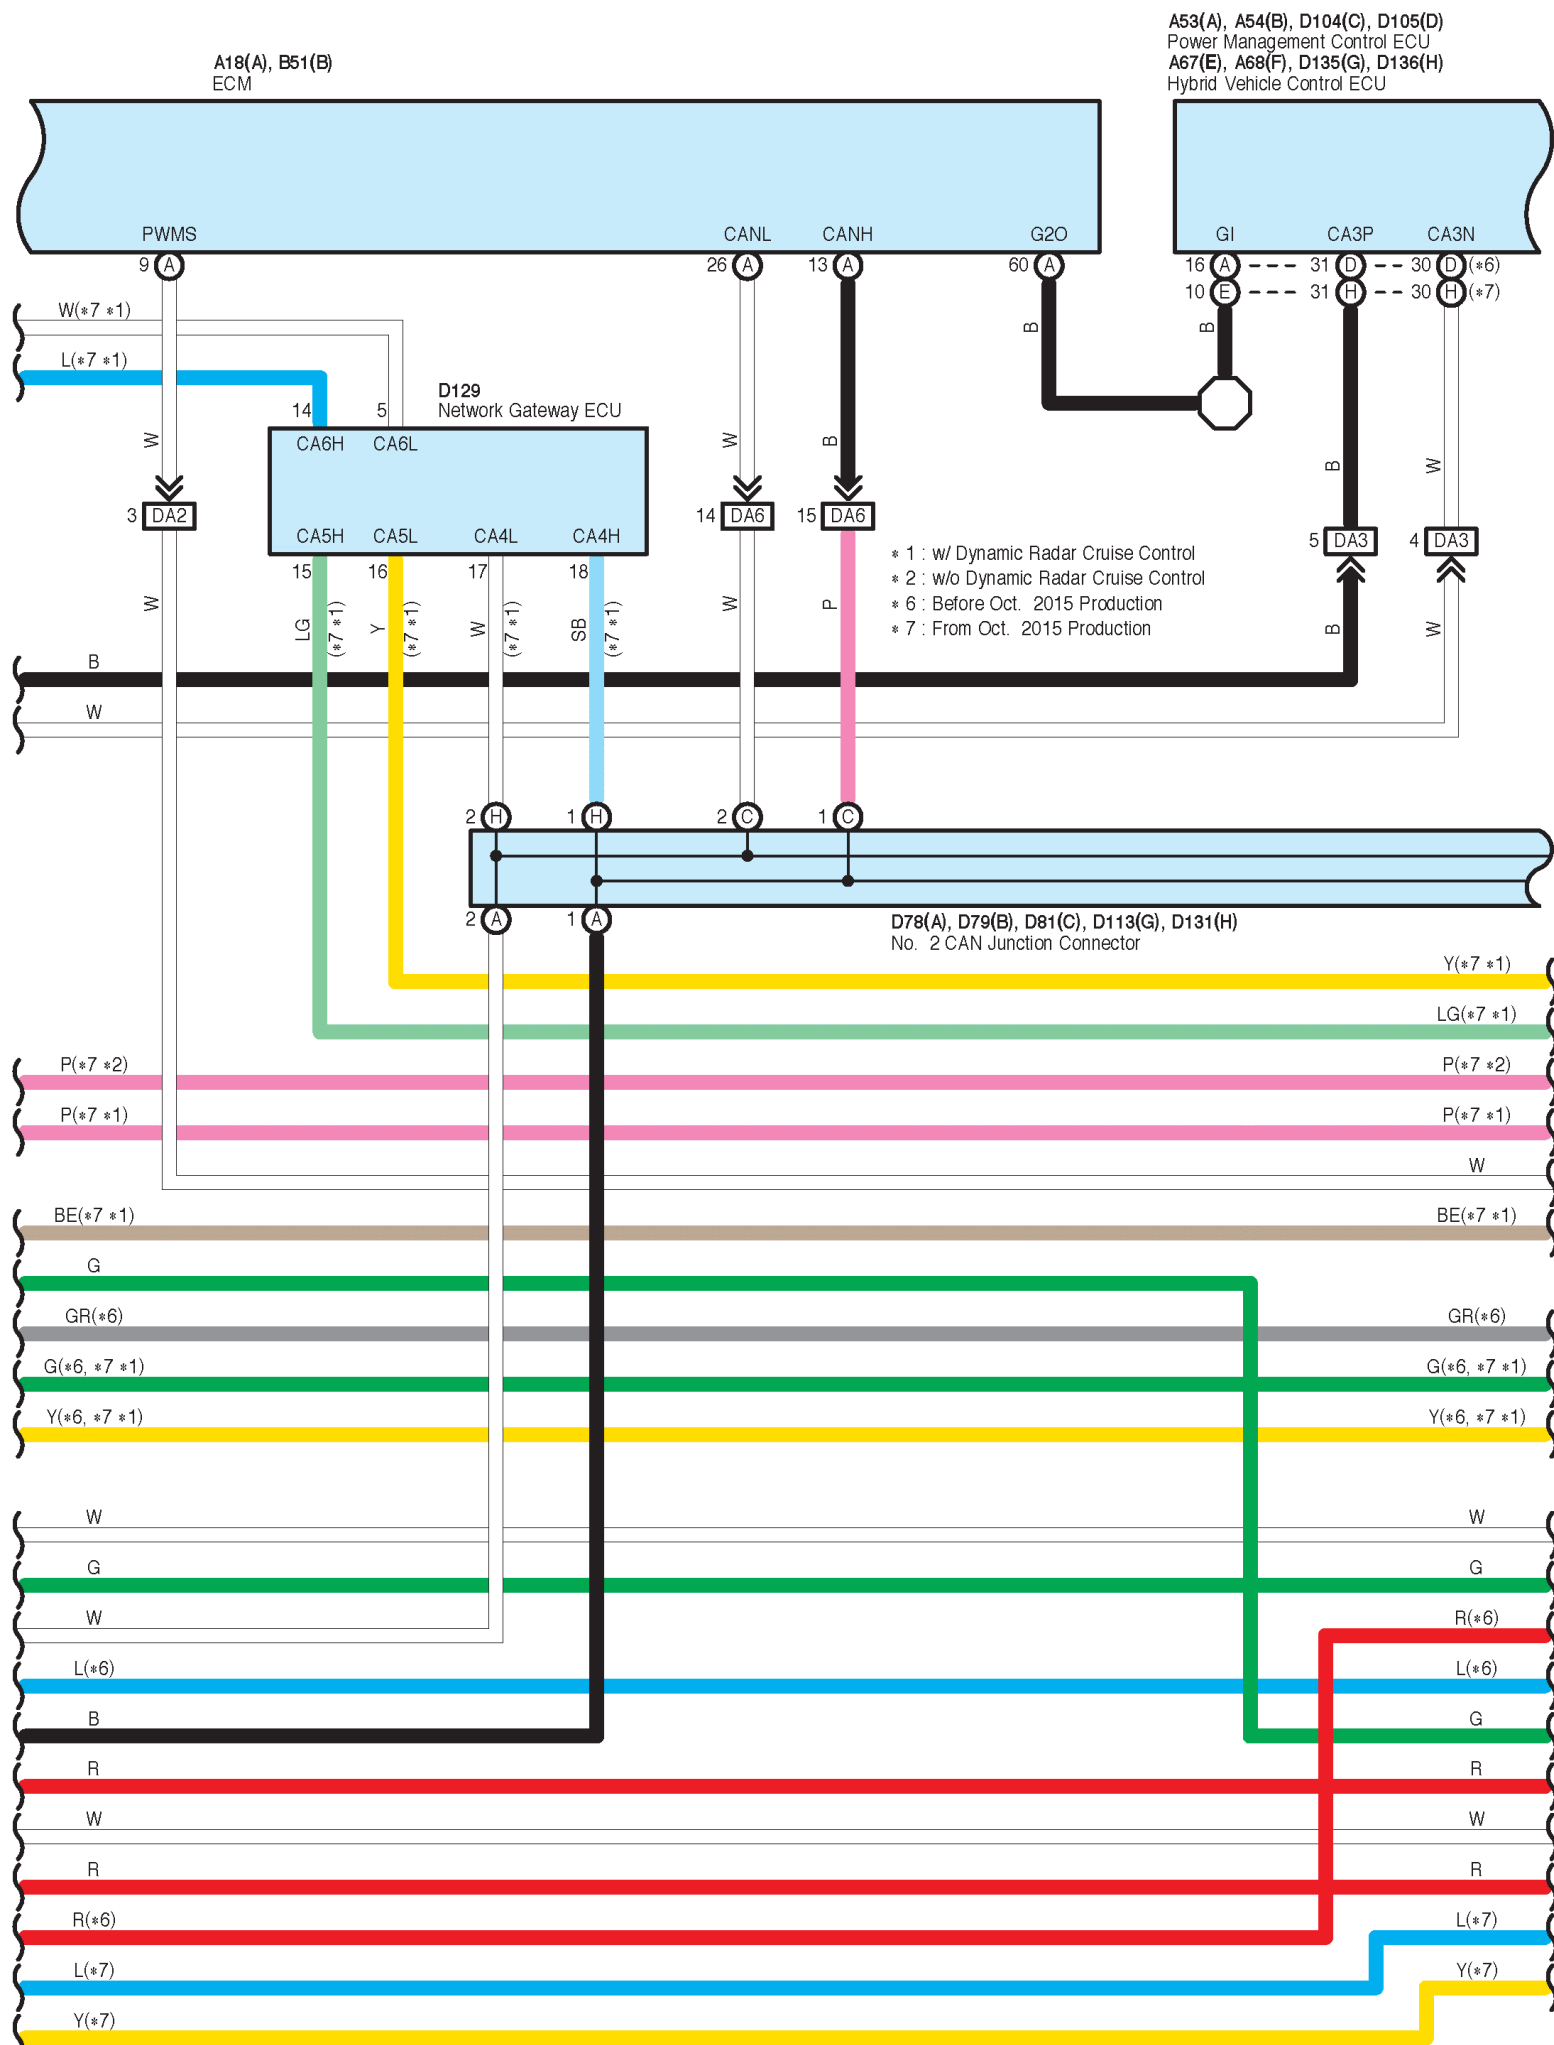 A53(A), A54(B), D104(C), D105(D)
Power Management Control ECU
A18(A), B51(B)
A67(E), A68(F), D135(G), D136(H)
ECM
Hybrid Vehicle Control ECU
PWMS CANL CANH G2O GI CA3P CA3N
9 A 26 A 13 A 60 A 16 A 31 D 30 D (*6)
10 E 31 H 30 H (*7)
W(*7 *1)
B B
L(*7 *1)
D129
Network Gateway ECU
14 5
W CA6H CA6L W B B W
3 DA2 14 DA6 15 DA6
CA5H CA5L CA4L CA4H 5 DA3 4 DA3
15 16 17 18
* 1 : w/ Dynamic Radar Cruise Control
* 2 : w/o Dynamic Radar Cruise Control
* 6 : Before Oct. 2015 Production
* 7 : From Oct. 2015 Production
W LG (*7 *1) Y (*7 *1) W (*7 *1) SB (*7 *1) W P B W
B
W
2 H 1 H 2 C 1 C
2 A 1 A
D78(A), D79(B), D81(C), D113(G), D131(H)
No. 2 CAN Junction Connector
Y(*7 *1)
LG(*7 *1)
P(*7 *2) P(*7 *2)
P(*7 *1) P(*7 *1)
W
BE(*7 *1) BE(*7 *1)
G
GR(*6) GR(*6)
G(*6, *7 *1) G(*6, *7 *1)
Y(*6, *7 *1) Y(*6, *7 *1)
W W
G G
W R(*6)
L(*6) L(*6)
B G
R R
W W
R R
R(*6) L(*7)
L(*7) Y(*7)
Y(*7)